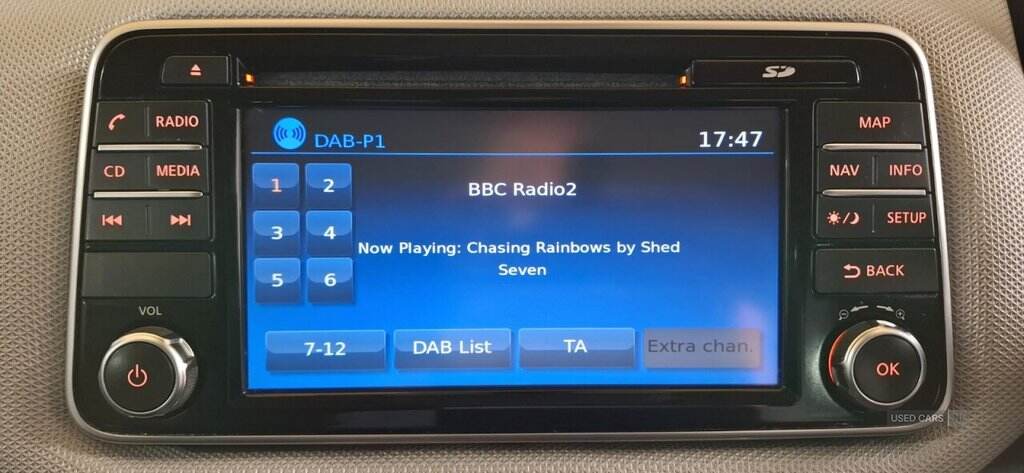 SD
RADIO
MAP
DAB-P1
17:47
CD
MEDIA
1
2
BBC Radio2
NAV
INFO
3
4
Now Playing: Chasing Rainbows by Shed
Seven
SETUP
5
6
BACK
VOL
7-12
DAB List
TA
Extra chan.
OK
USED CARS